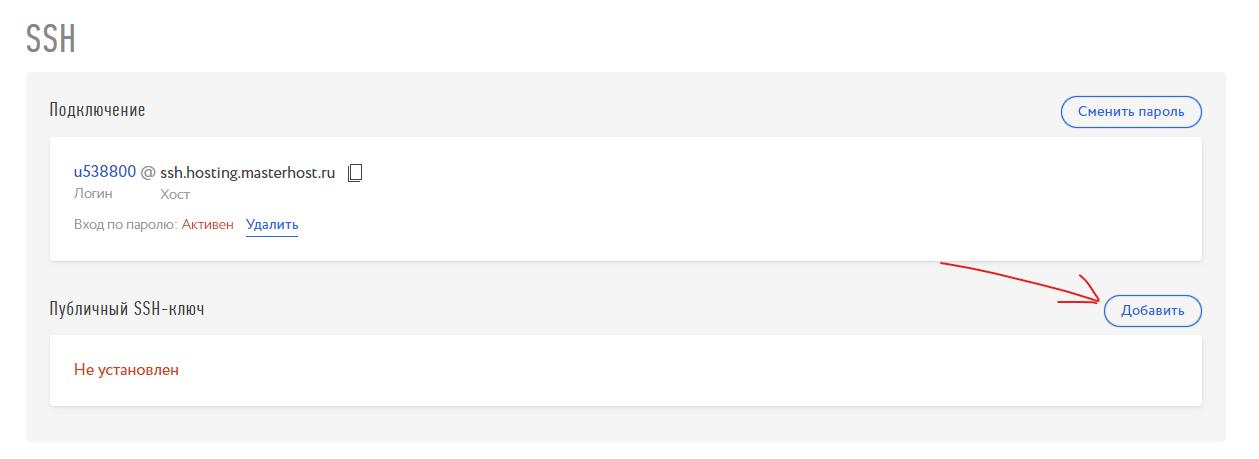 SSH
Подключение
Сменить пароль
u538800 @ ssh.hosting.masterhost.ru
Логин Хост
Вход по паролю: Активен Удалить
Публичный SSH-ключ
Добавить
Не установлен